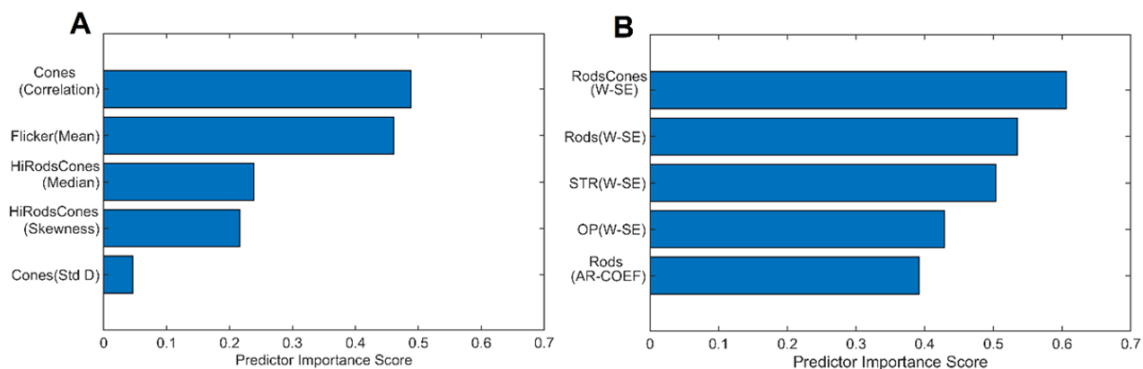 A
Cones
(Correlation)
Flicker(Mean)
HiRodsCones
(Median)
HiRodsCones
(Skewness)
Cones(Std D)
0 0.1 0.2 0.3 0.4 0.5 0.6 0.7
Predictor Importance Score
B
RodsCones
(W-SE)
Rods(W-SE)
STR(W-SE)
OP(W-SE)
Rods
(AR-COEF)
0 0.1 0.2 0.3 0.4 0.5 0.6 0.7
Predictor Importance Score